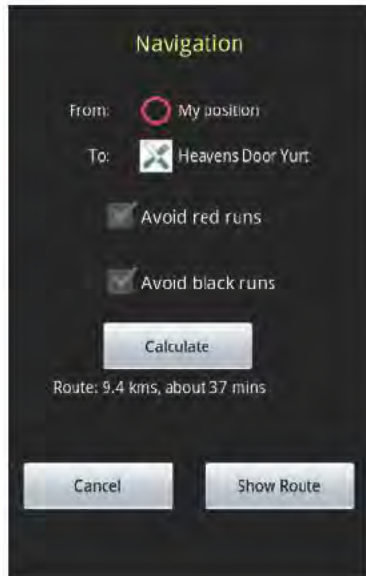 Navigation
From: My position
To: Heavens Door Yurt
Avoid red runs
Avoid black runs
Calculate
Route: 9.4 kms, about 37 mins
Cancel Show Route